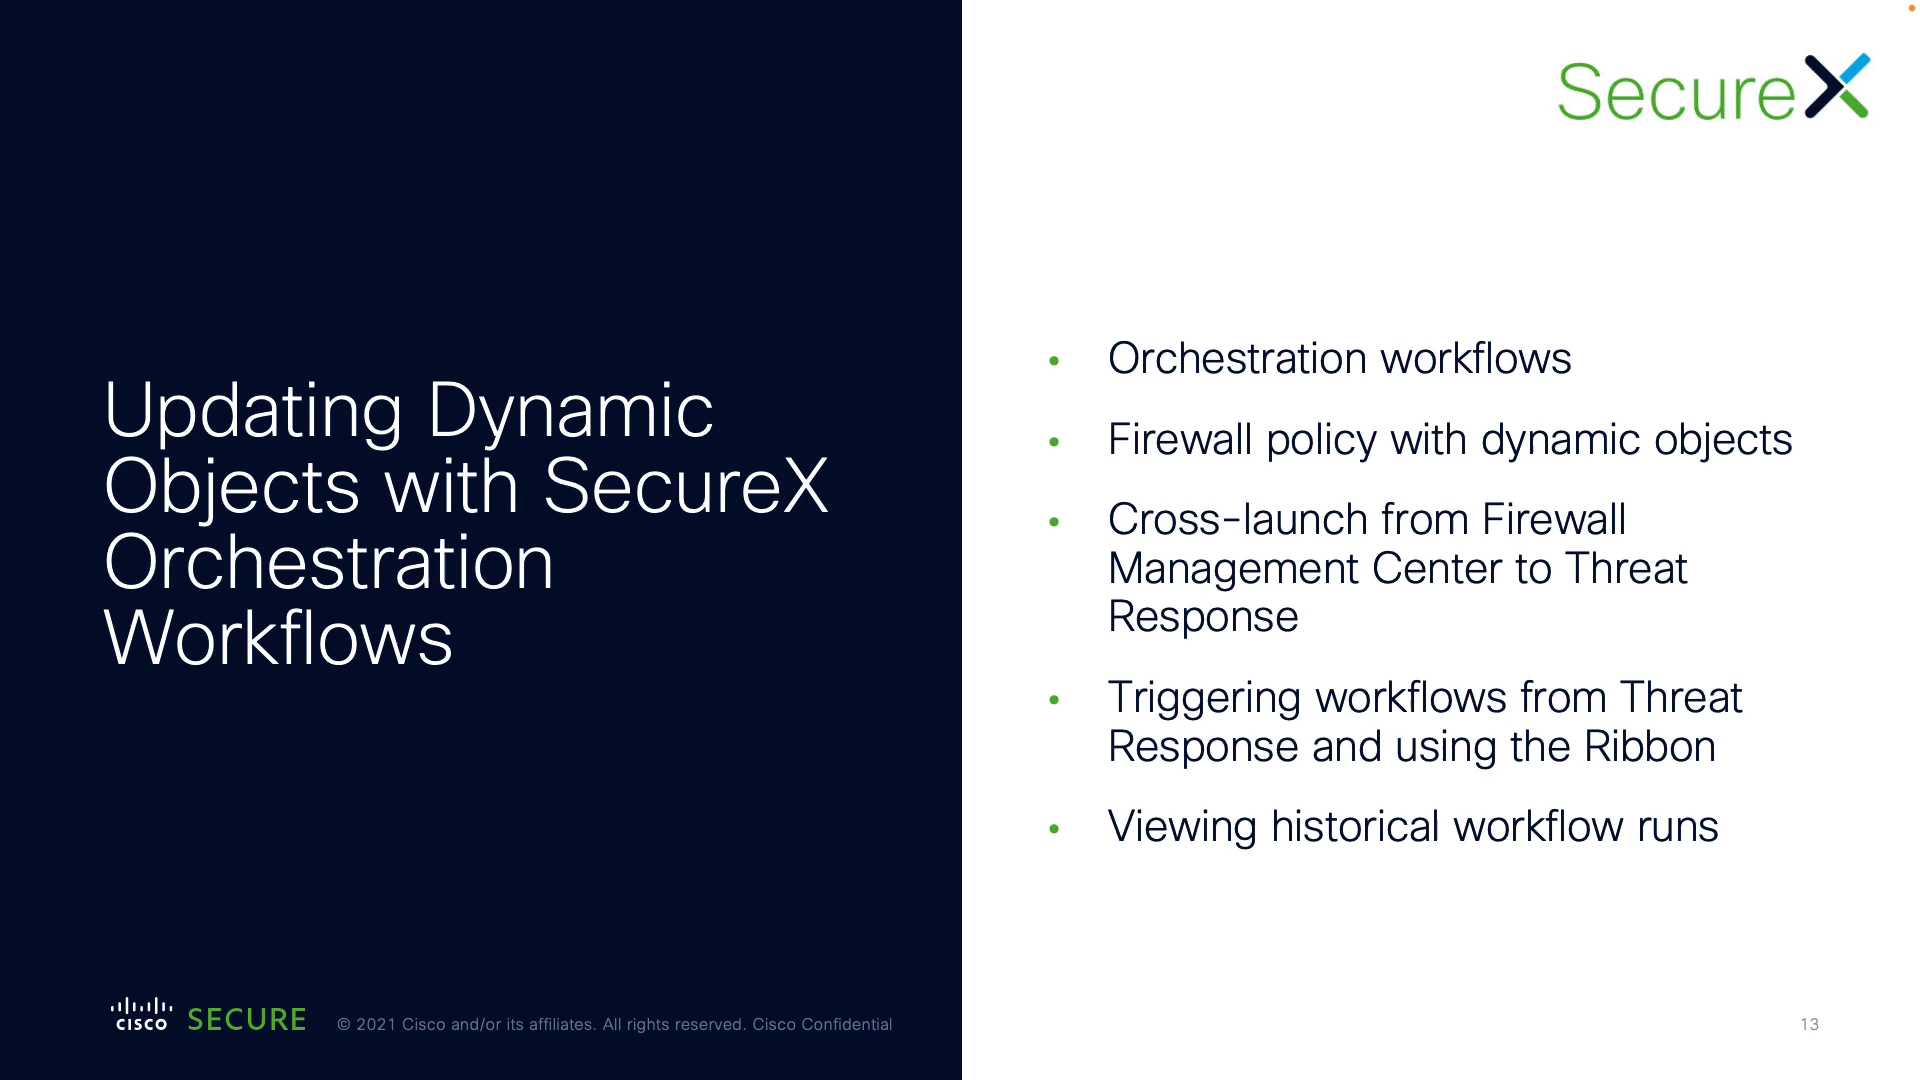 Updating Dynamic
Objects with SecureX
Orchestration
Workflows
SecureX
• Orchestration workflows
• Firewall policy with dynamic objects
• Cross-launch from Firewall
Management Center to Threat
Response
• Triggering workflows from Threat
Response and using the Ribbon
• Viewing historical workflow runs
CISCO SECURE © 2021 Cisco and/or its affiliates. All rights reserved. Cisco Confidential
13